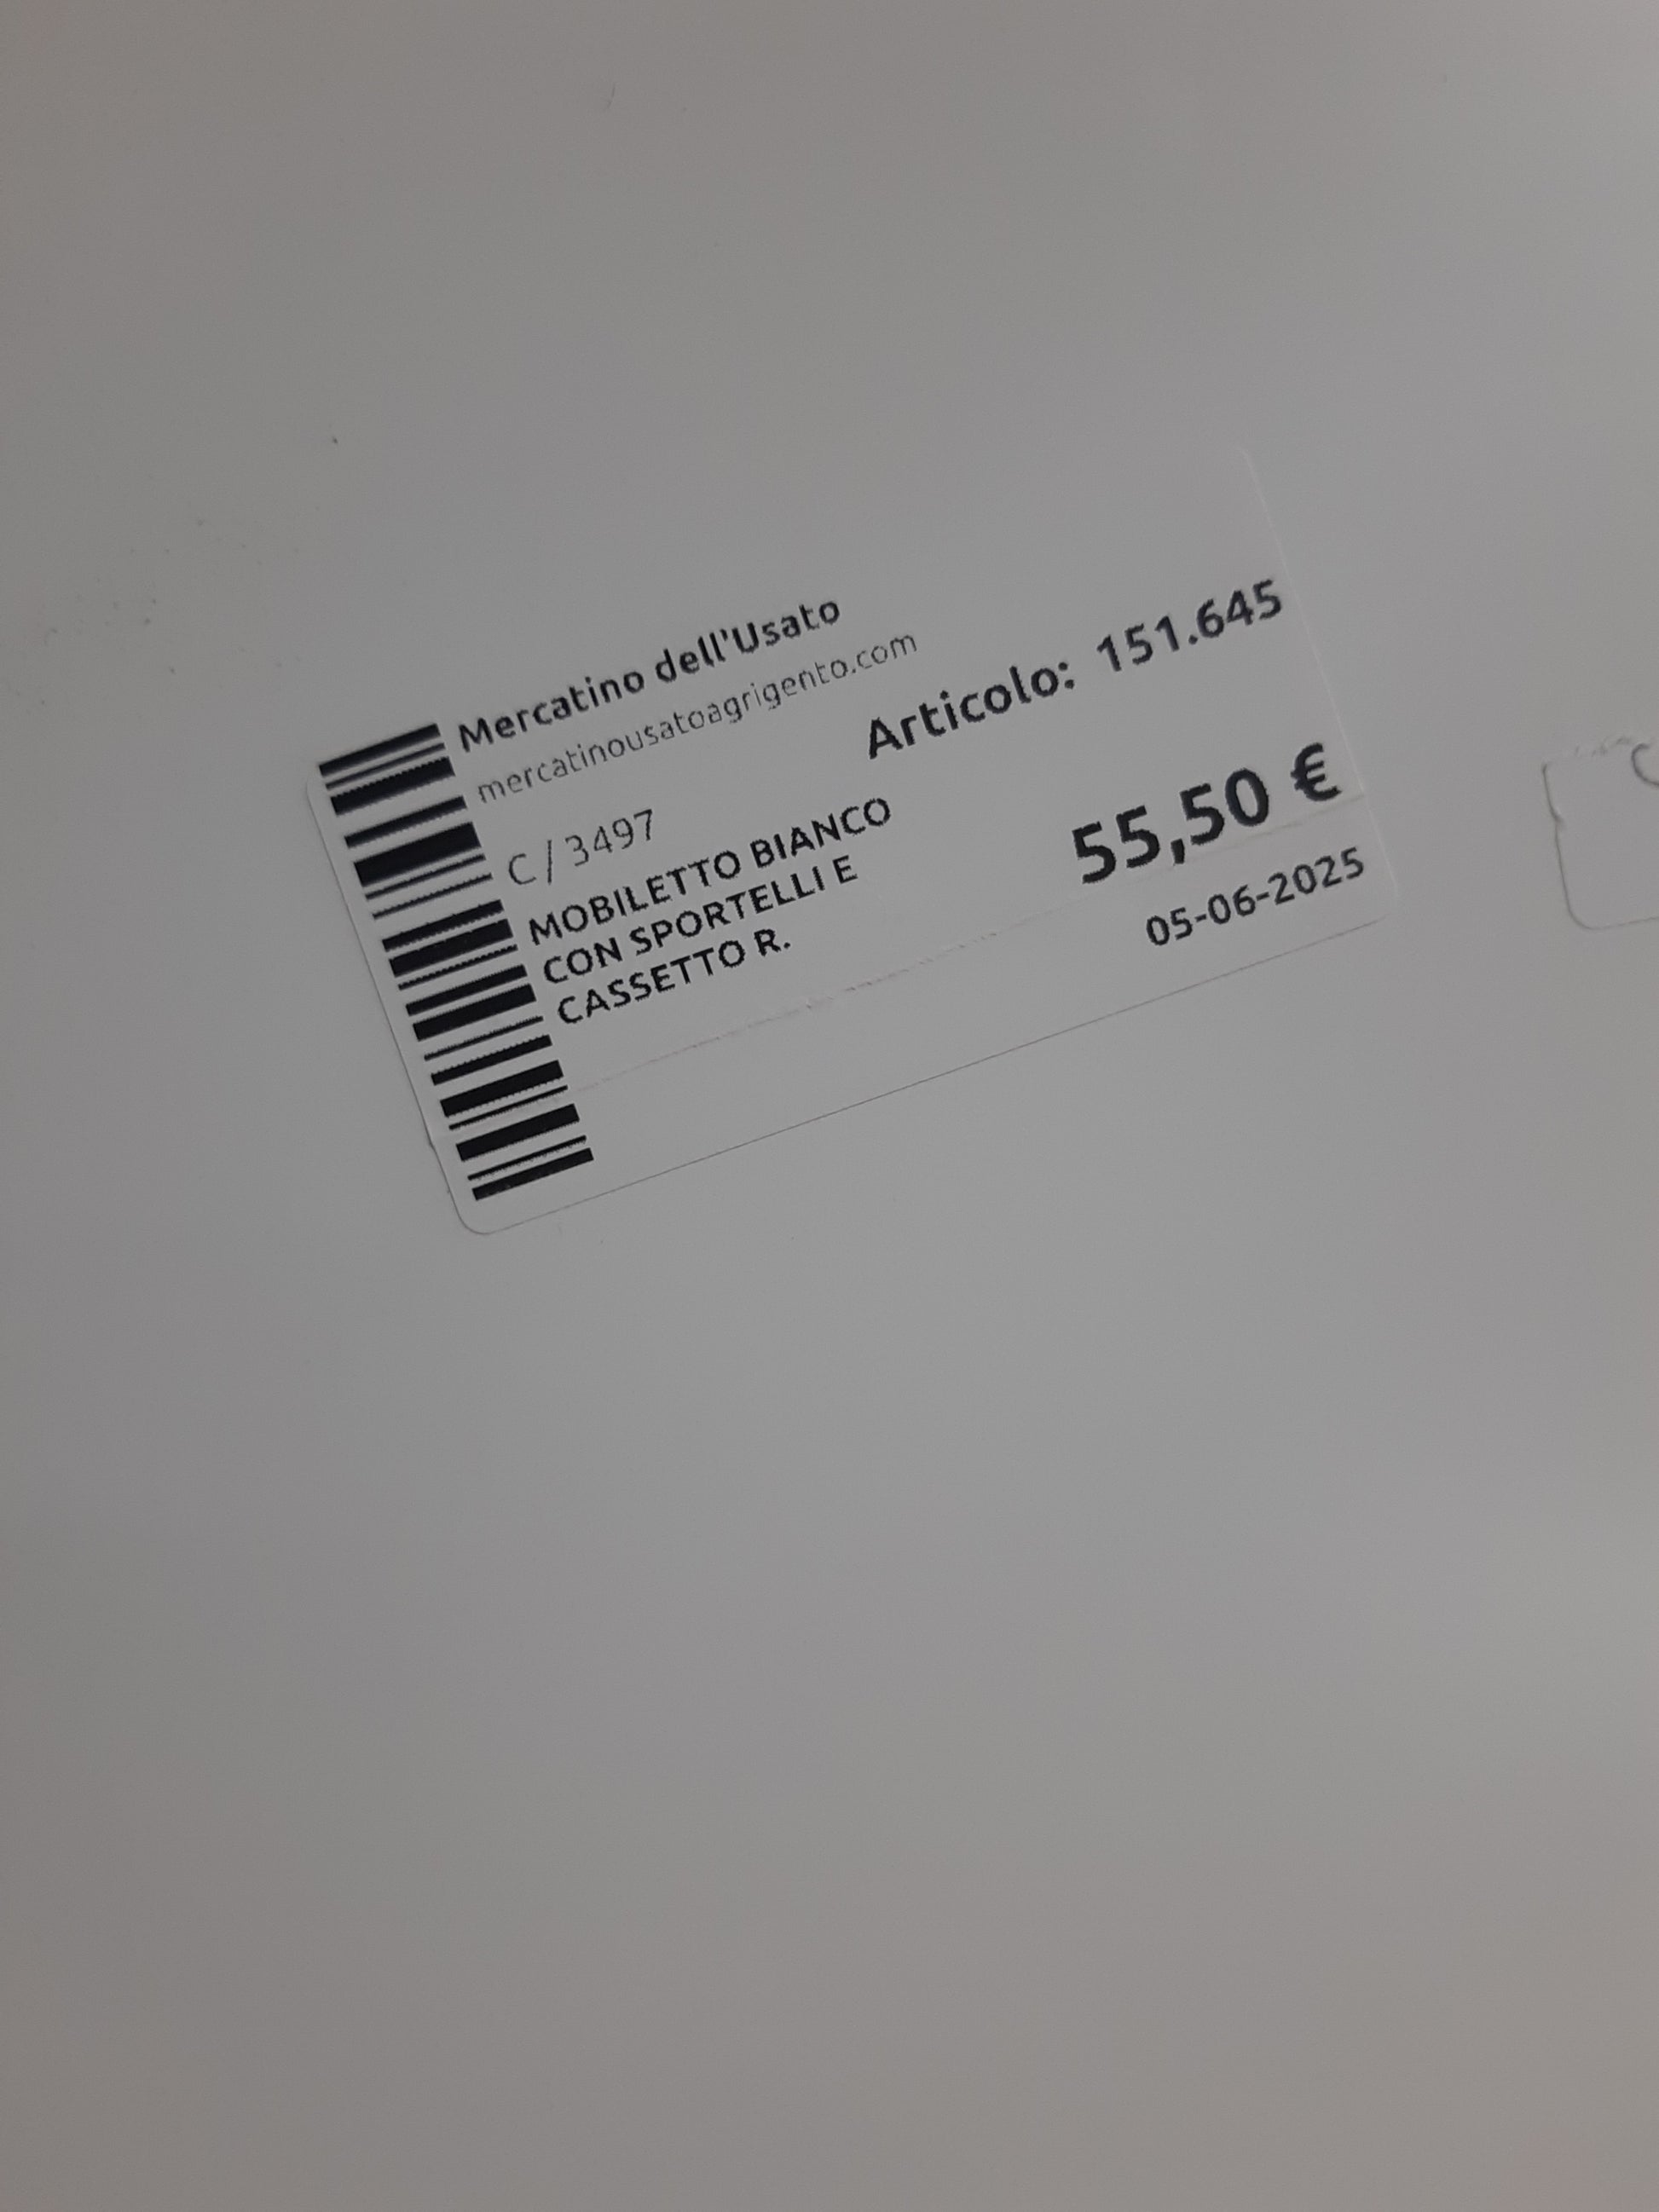 Mercatino dell'Usato
mercatinousatoagrigento.com
Articolo: 151.645
C/3497
MOBILETTO BIANCO
CON SPORTELLI E
CASSETTO R.
55,50 €
05-06-2025